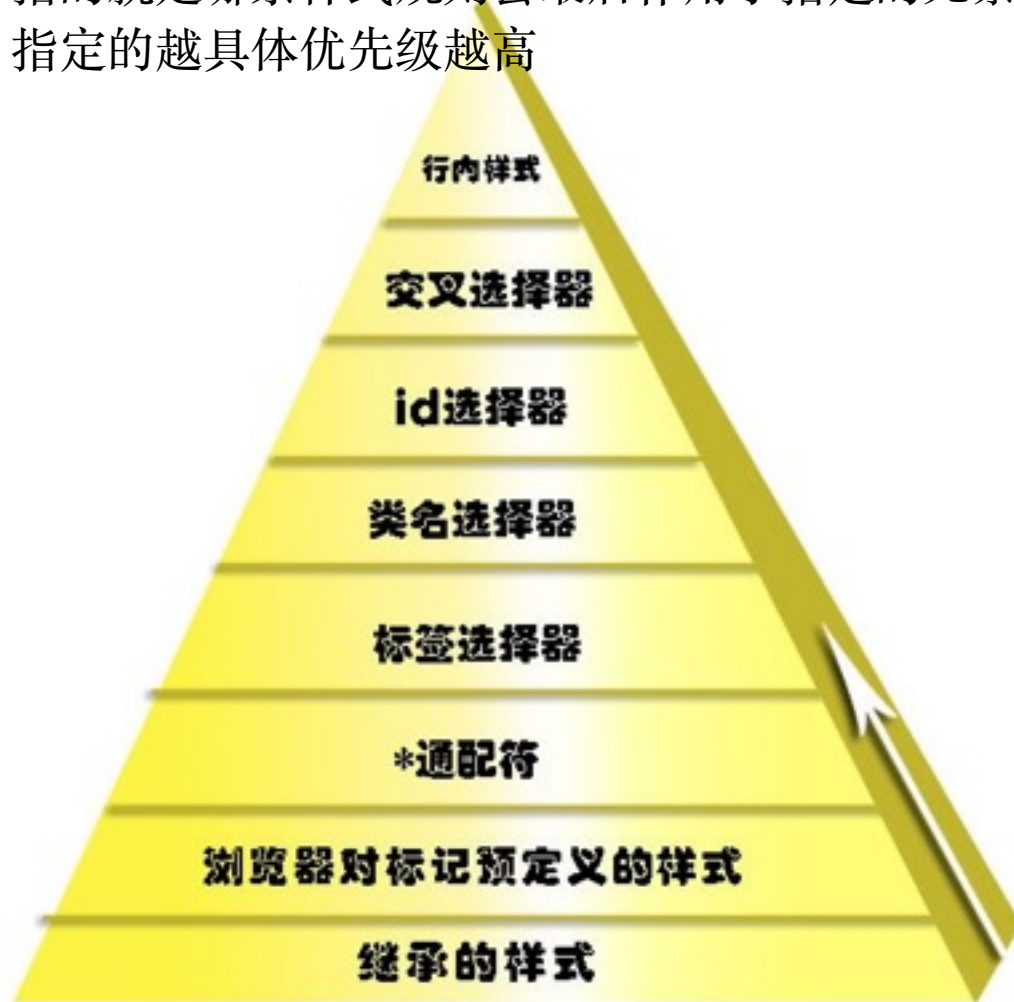 指定的越具体优先级越高
行内样式
交叉选择器
id选择器
类名选择器
标签选择器
*通配符
浏览器对标记预定义的样式
继承的样式